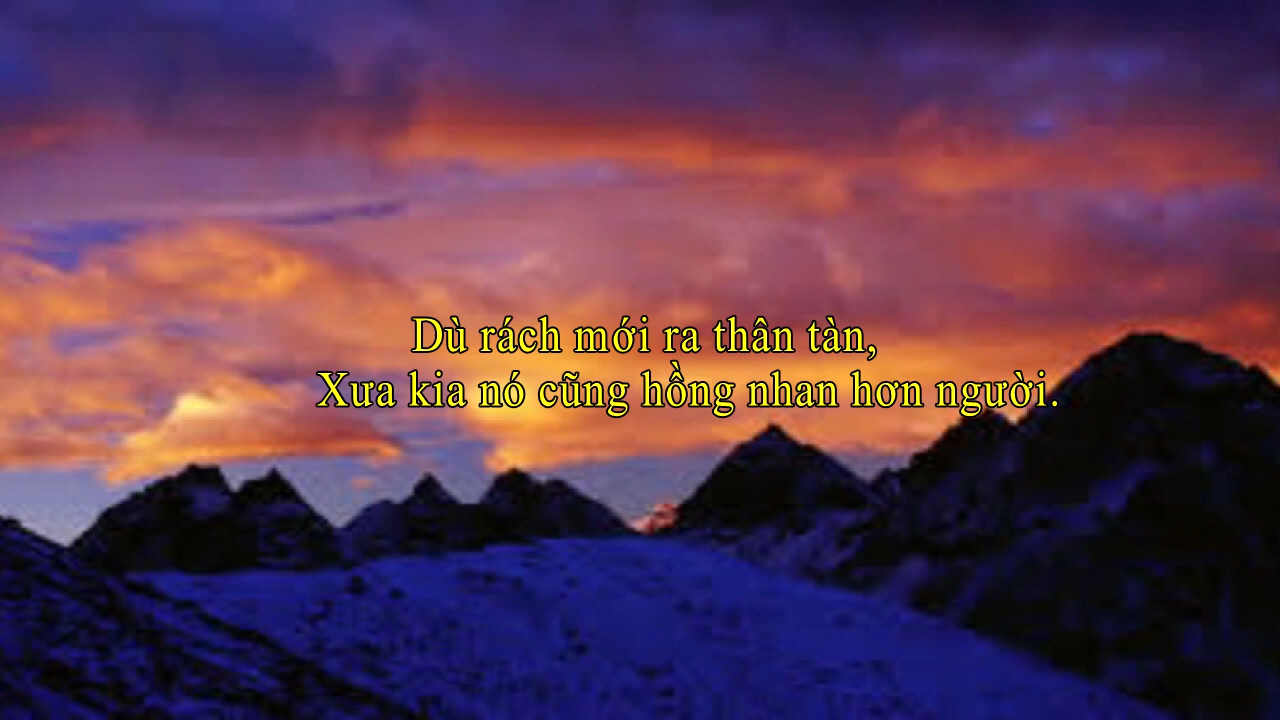 Dù rách mới ra thân tàn,
Xưa kia nó cũng hồng nhan hơn người.